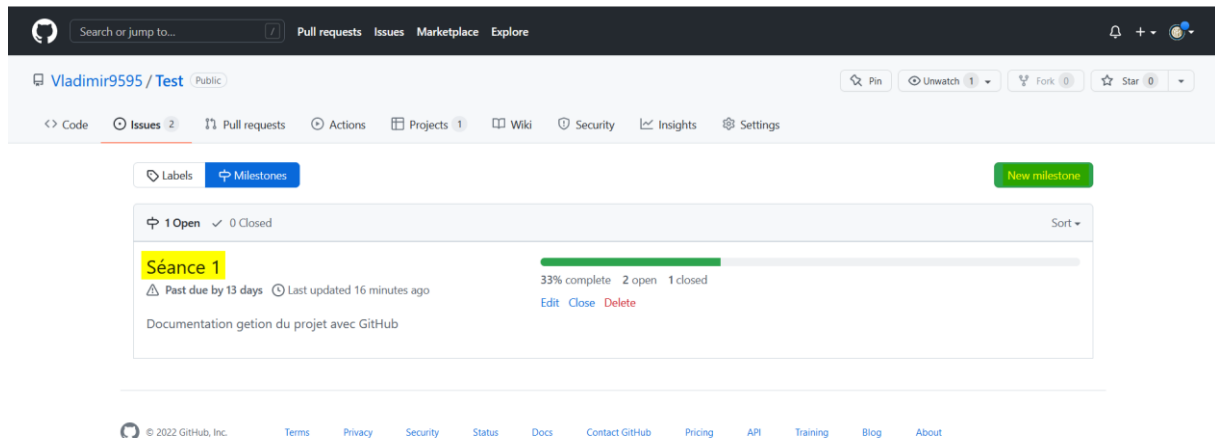 Search or jump to... / Pull requests Issues Marketplace Explore
Vladimir9595 / Test Public Pin Unwatch 1 Fork 0 Star 0
Code Issues 2 Pull requests Actions Projects 1 Wiki Security Insights Settings
Labels Milestones New milestone
1 Open 0 Closed Sort
Séance 1
33% complete 2 open 1 closed
Past due by 13 days Last updated 16 minutes ago
Edit Close Delete
Documentation getion du projet avec GitHub
© 2022 GitHub, Inc. Terms Privacy Security Status Docs Contact GitHub Pricing API Training Blog About